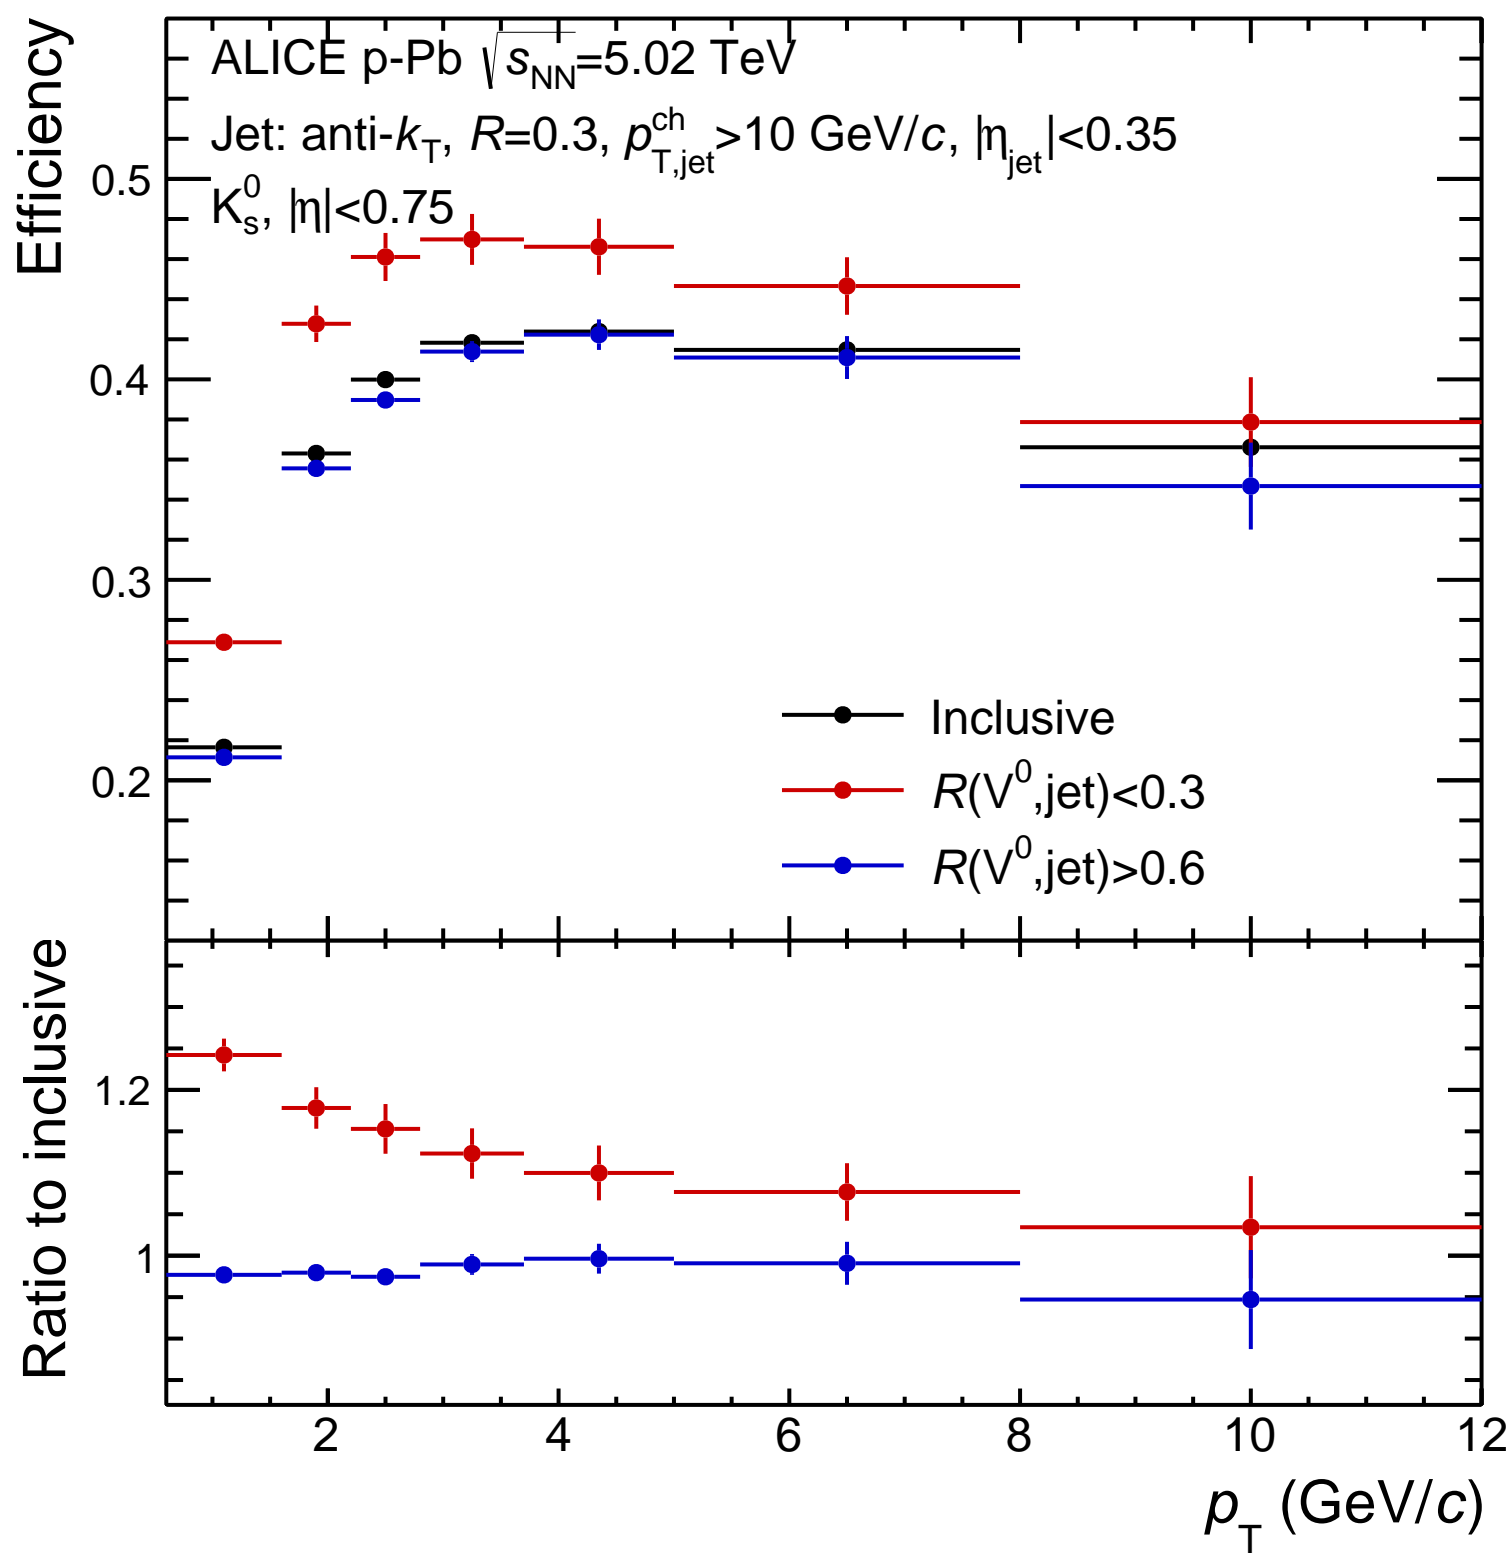 ALICE p-Pb √sNN=5.02 TeV
Jet: anti-kT, R=0.3, pchT,jet>10 GeV/c, |ηjet|<0.35
K0s, |η|<0.75
Efficiency
0.5
0.4
0.3
0.2
Inclusive
R(V0,jet)<0.3
R(V0,jet)>0.6
Ratio to inclusive
1.2
1
2 4 6 8 10 12
pT (GeV/c)